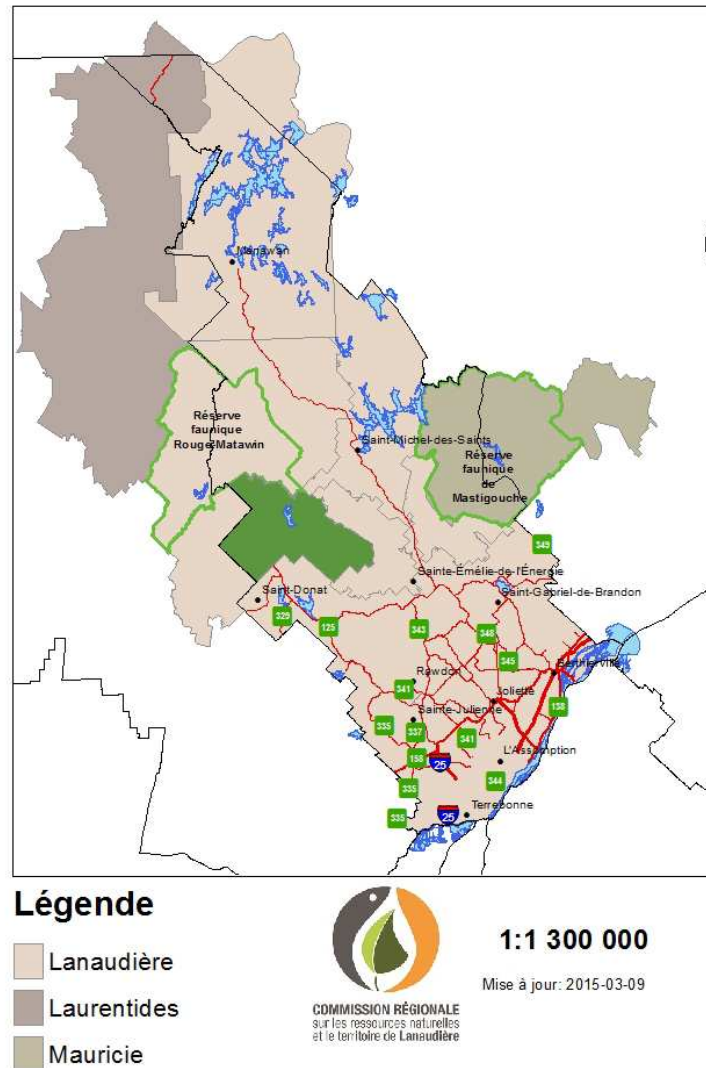 Manawan
Réserve
faunique
Rouge-Matawin
Saint-Michel-des-Saints
Réserve
faunique
de
Mastigouche
349
Sainte-Émélie-de-l'Énergie
Saint-Donat
Saint-Gabriel-de-Brandon
329
125
343
348
345
Rawdon
Berthierville
341
Joliette
158
Sainte-Julienne
335
337
341
158
25
L'Assomption
335
344
335
25
Terrebonne
Légende
Lanaudière
Laurentides
Mauricie
COMMISSION RÉGIONALE
sur les ressources naturelles
et le territoire de Lanaudière
1:1 300 000
Mise à jour: 2015-03-09